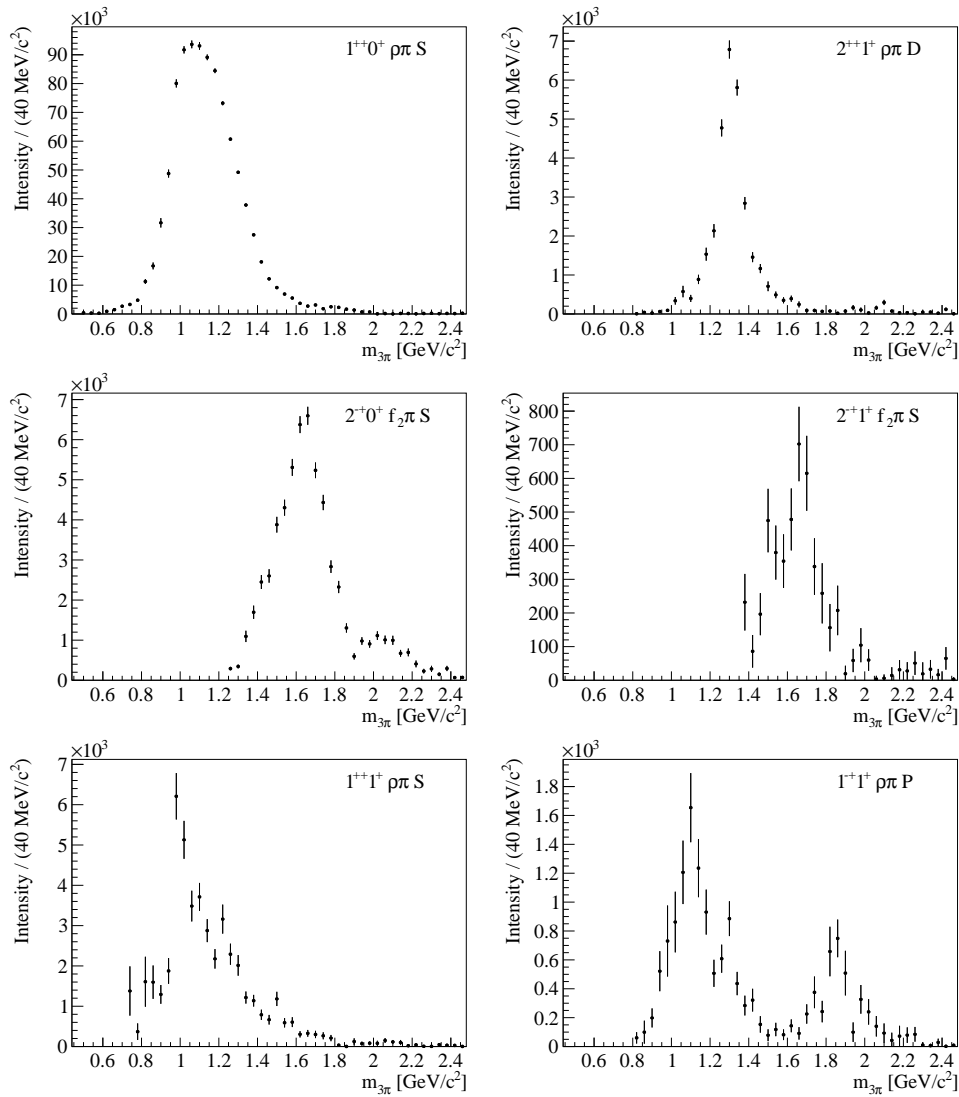 ×10³
1⁺⁺0⁺ ρπ S
Intensity / (40 MeV/c²)
90
80
70
60
50
40
30
20
10
0
0.6 0.8 1 1.2 1.4 1.6 1.8 2 2.2 2.4
m₃π [GeV/c²]
×10³
2⁺⁺1⁺ ρπ D
Intensity / (40 MeV/c²)
7
6
5
4
3
2
1
0
0.6 0.8 1 1.2 1.4 1.6 1.8 2 2.2 2.4
m₃π [GeV/c²]
×10³
2⁻⁺0⁺ f₂π S
Intensity / (40 MeV/c²)
7
6
5
4
3
2
1
0
0.6 0.8 1 1.2 1.4 1.6 1.8 2 2.2 2.4
m₃π [GeV/c²]
2⁻⁺1⁺ f₂π S
Intensity / (40 MeV/c²)
800
700
600
500
400
300
200
100
0
0.6 0.8 1 1.2 1.4 1.6 1.8 2 2.2 2.4
m₃π [GeV/c²]
×10³
1⁺⁺1⁺ ρπ S
Intensity / (40 MeV/c²)
7
6
5
4
3
2
1
0
0.6 0.8 1 1.2 1.4 1.6 1.8 2 2.2 2.4
m₃π [GeV/c²]
×10³
1⁻⁺1⁺ ρπ P
Intensity / (40 MeV/c²)
1.8
1.6
1.4
1.2
1
0.8
0.6
0.4
0.2
0
0.6 0.8 1 1.2 1.4 1.6 1.8 2 2.2 2.4
m₃π [GeV/c²]